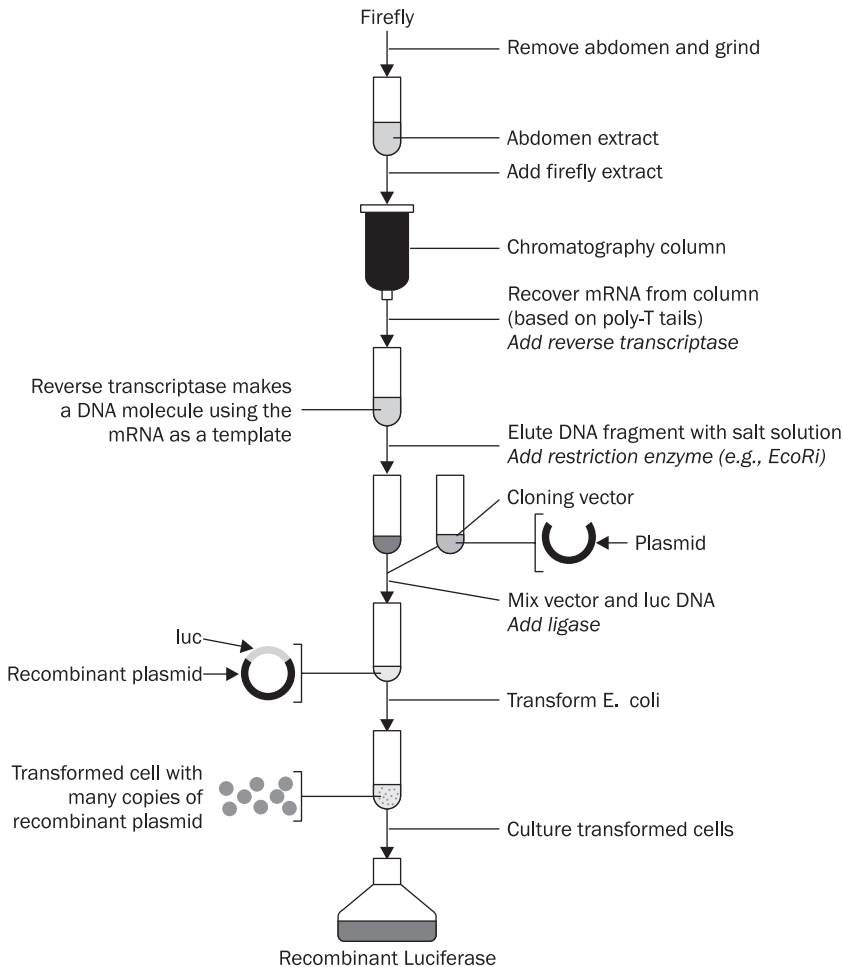 Firefly
Remove abdomen and grind
Abdomen extract
Add firefly extract
Chromatography column
Recover mRNA from column
(based on poly-T tails)
Add reverse transcriptase
Reverse transcriptase makes
a DNA molecule using the
mRNA as a template
Elute DNA fragment with salt solution
Add restriction enzyme (e.g., EcoRi)
Cloning vector
Plasmid
Mix vector and luc DNA
Add ligase
luc
Recombinant plasmid
Transform E. coli
Transformed cell with
many copies of
recombinant plasmid
Culture transformed cells
Recombinant Luciferase